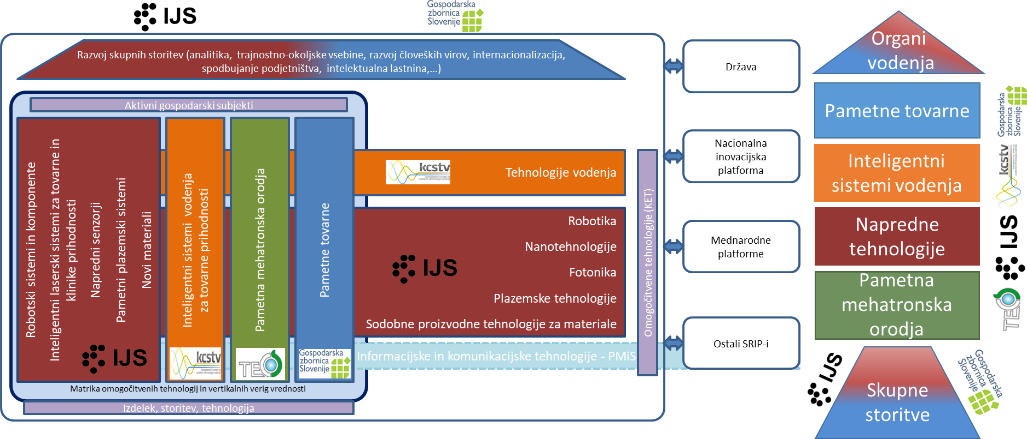 IJS
Gospodarska
zbornica
Slovenije
Razvoj skupnih storitev (analitika, trajnostno-okoljske vsebine, razvoj človeških virov, internacionalizacija,
spodbujanje podjetništva, intelektualna lastnina,...)
Aktivni gospodarski subjekti
Robotski sistemi in komponente
Inteligentni laserski sistemi za tovarne in
klinike prihodnosti
Napredni senzorji
Pametni plazemski sistemi
Novi materiali
IJS
Inteligentni sistemi vodenja
za tovarne prihodnosti
kcstv
Pametna mehatronska orodja
TECOS
Pametne tovarne
Gospodarska
zbornica
Slovenije
kcstv
Tehnologije vodenja
IJS
Robotika
Nanotehnologije
Fotonika
Plazemske tehnologije
Sodobne proizvodne tehnologije za materiale
Informacijske in komunikacijske tehnologije - PMiS
Matrika omogočitvenih tehnologij in vertikalnih verig vrednosti
Izdelek, storitev, tehnologija
Omogočitvene tehnologije (KET)
Država
Nacionalna
inovacijska
platforma
Mednarodne
platforme
Ostali SRIP-i
Organi
vodenja
Pametne tovarne
Gospodarska
zbornica
Slovenije
Inteligentni
sistemi vodenja
kcstv
Napredne
tehnologije
IJS
Pametna
mehatronska
orodja
TECOS
Skupne
storitve
IJS
Gospodarska
zbornica
Slovenije